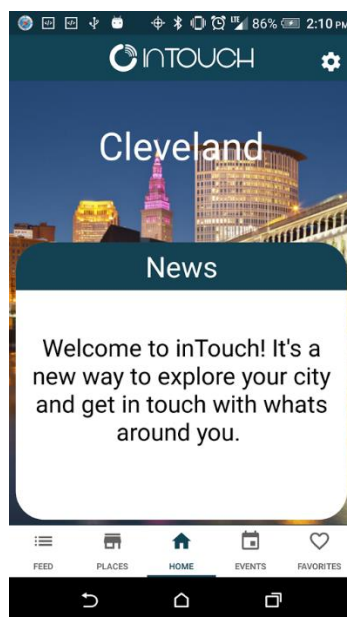 LTE 86% 2:10 PM
INTOUCH
Cleveland
News
Welcome to inTouch! It's a
new way to explore your city
and get in touch with whats
around you.
FEED PLACES HOME EVENTS FAVORITES